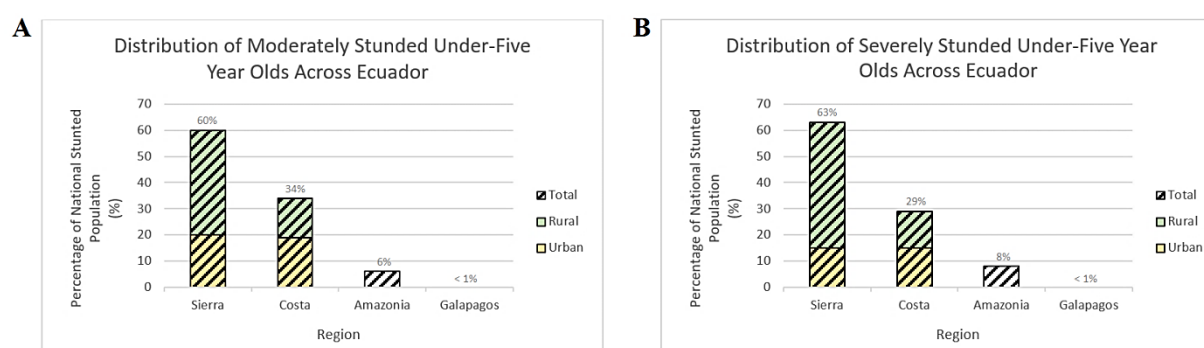 A
Distribution of Moderately Stunded Under-Five
Year Olds Across Ecuador
Percentage of National Stunted
Population
(%)
70
60
50
40
30
20
10
0
60%
34%
6%
< 1%
Sierra
Costa
Amazonia
Galapagos
Region
Total
Rural
Urban
B
Distribution of Severely Stunded Under-Five Year
Olds Across Ecuador
Percentage of National Stunted
Population
(%)
70
60
50
40
30
20
10
0
63%
29%
8%
< 1%
Sierra
Costa
Amazonia
Galapagos
Region
Total
Rural
Urban